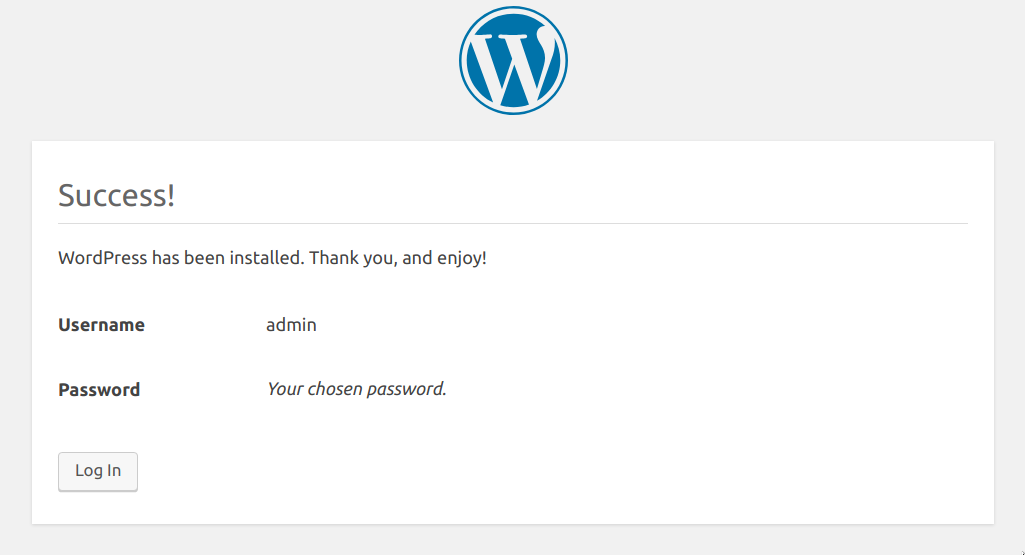 Success!
WordPress has been installed. Thank you, and enjoy!
Username admin
Password Your chosen password.
Log In